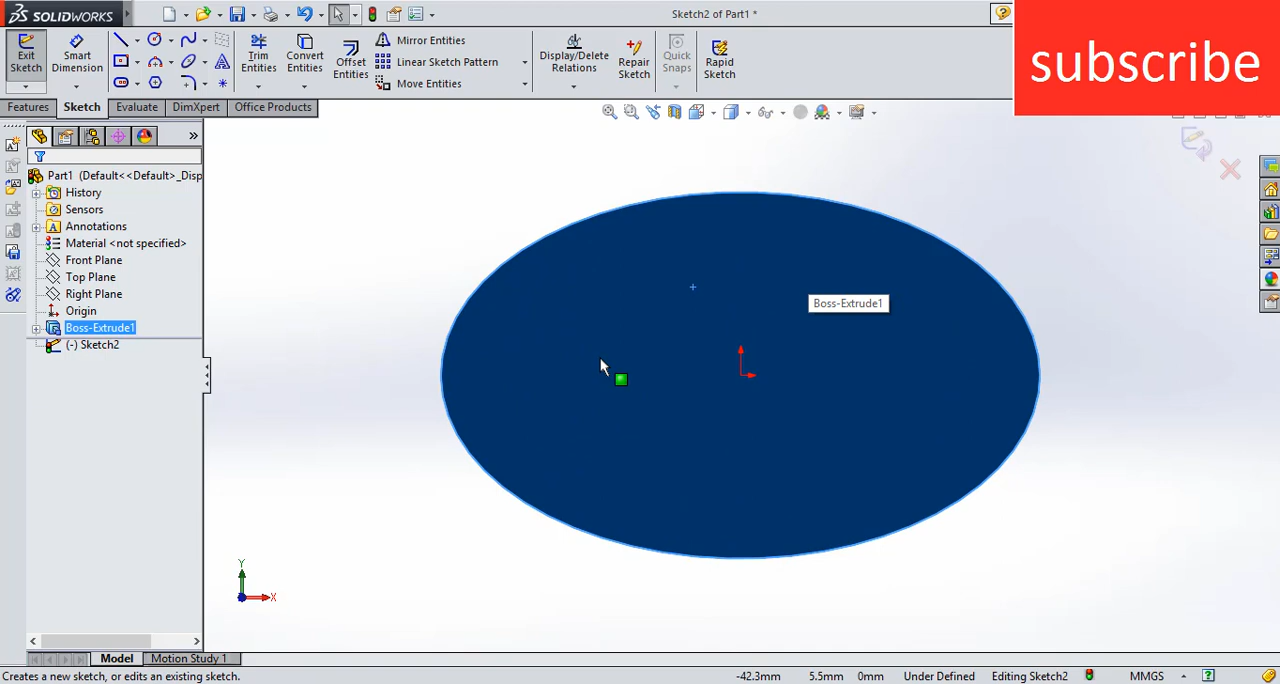 SOLIDWORKS
Sketch2 of Part1 *
subscribe
Exit Sketch
Smart Dimension
Trim Entities
Convert Entities
Offset Entities
Mirror Entities
Linear Sketch Pattern
Move Entities
Display/Delete Relations
Repair Sketch
Quick Snaps
Rapid Sketch
Features
Sketch
Evaluate
DimXpert
Office Products
Part1 (Default<<Default>_Disp
History
Sensors
Annotations
Material <not specified>
Front Plane
Top Plane
Right Plane
Origin
Boss-Extrude1
(-) Sketch2
Boss-Extrude1
Y
X
Model
Motion Study 1
Creates a new sketch, or edits an existing sketch.
-42.3mm
5.5mm
0mm
Under Defined
Editing Sketch2
MMGS